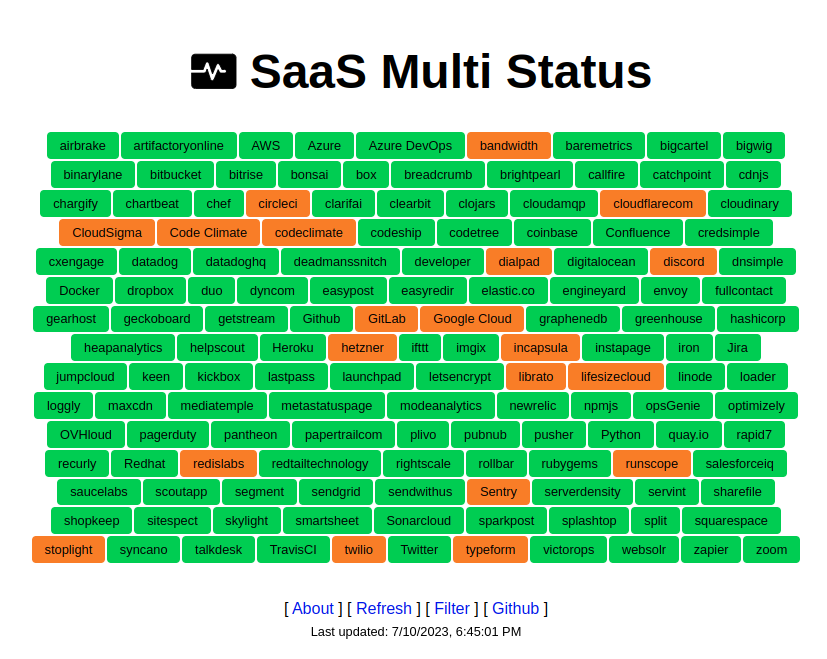 SaaS Multi Status
airbrake artifactoryonline AWS Azure Azure DevOps bandwidth baremetrics bigcartel bigwig
binarylane bitbucket bitrise bonsai box breadcrumb brightpearl callfire catchpoint cdnjs
chargify chartbeat chef circleci clarifai clearbit clojars cloudamqp cloudflarecom cloudinary
CloudSigma Code Climate codeclimate codeship codetree coinbase Confluence credsimple
cxengage datadog datadoghq deadmanssnitch developer dialpad digitalocean discord dnsimple
Docker dropbox duo dyncom easypost easyredir elastic.co engineyard envoy fullcontact
gearhost geckoboard getstream Github GitLab Google Cloud graphenedb greenhouse hashicorp
heapanalytics helpscout Heroku hetzner ifttt imgix incapsula instapage iron Jira
jumpcloud keen kickbox lastpass launchpad letsencrypt librato lifesizecloud linode loader
loggly maxcdn mediatemple metastatuspage modeanalytics newrelic npmjs opsGenie optimizely
OVHloud pagerduty pantheon papertrailcom plivo pubnub pusher Python quay.io rapid7
recurly Redhat redislabs redtailtechnology rightscale rollbar rubygems runscope salesforceiq
saucelabs scoutapp segment sendgrid sendwithus Sentry serverdensity servint sharefile
shopkeep sitespect skylight smartsheet Sonarcloud sparkpost splashtop split squarespace
stoplight syncano talkdesk TravisCI twilio Twitter typeform victorops websolr zapier zoom
[ About ] [ Refresh ] [ Filter ] [ Github ]
Last updated: 7/10/2023, 6:45:01 PM